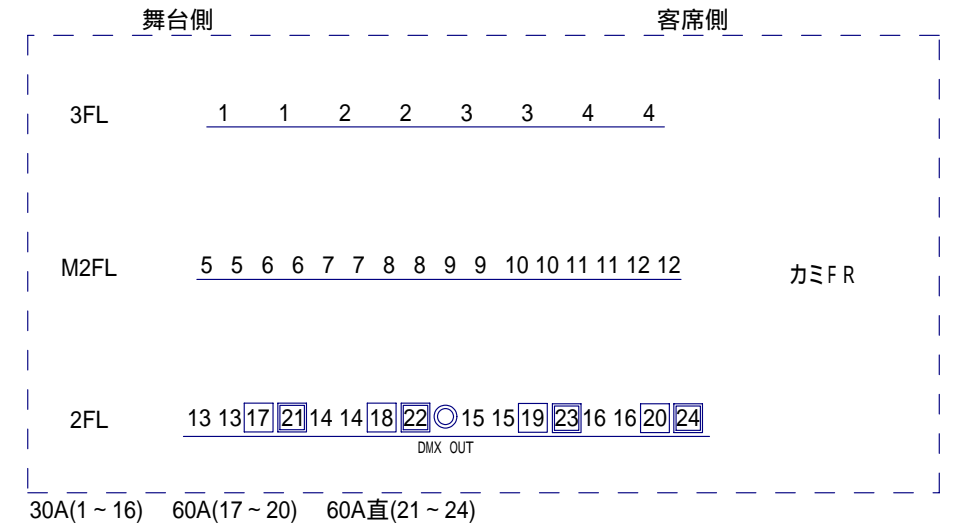 舞台側 客席側
3FL 1 1 2 2 3 3 4 4
M2FL 5 5 6 6 7 7 8 8 9 9 10 10 11 11 12 12 カミＦＲ
2FL 13 13 17 21 14 14 18 22 ◎ 15 15 19 23 16 16 20 24
DMX OUT
30A(1~16) 60A(17~20) 60A直(21~24)